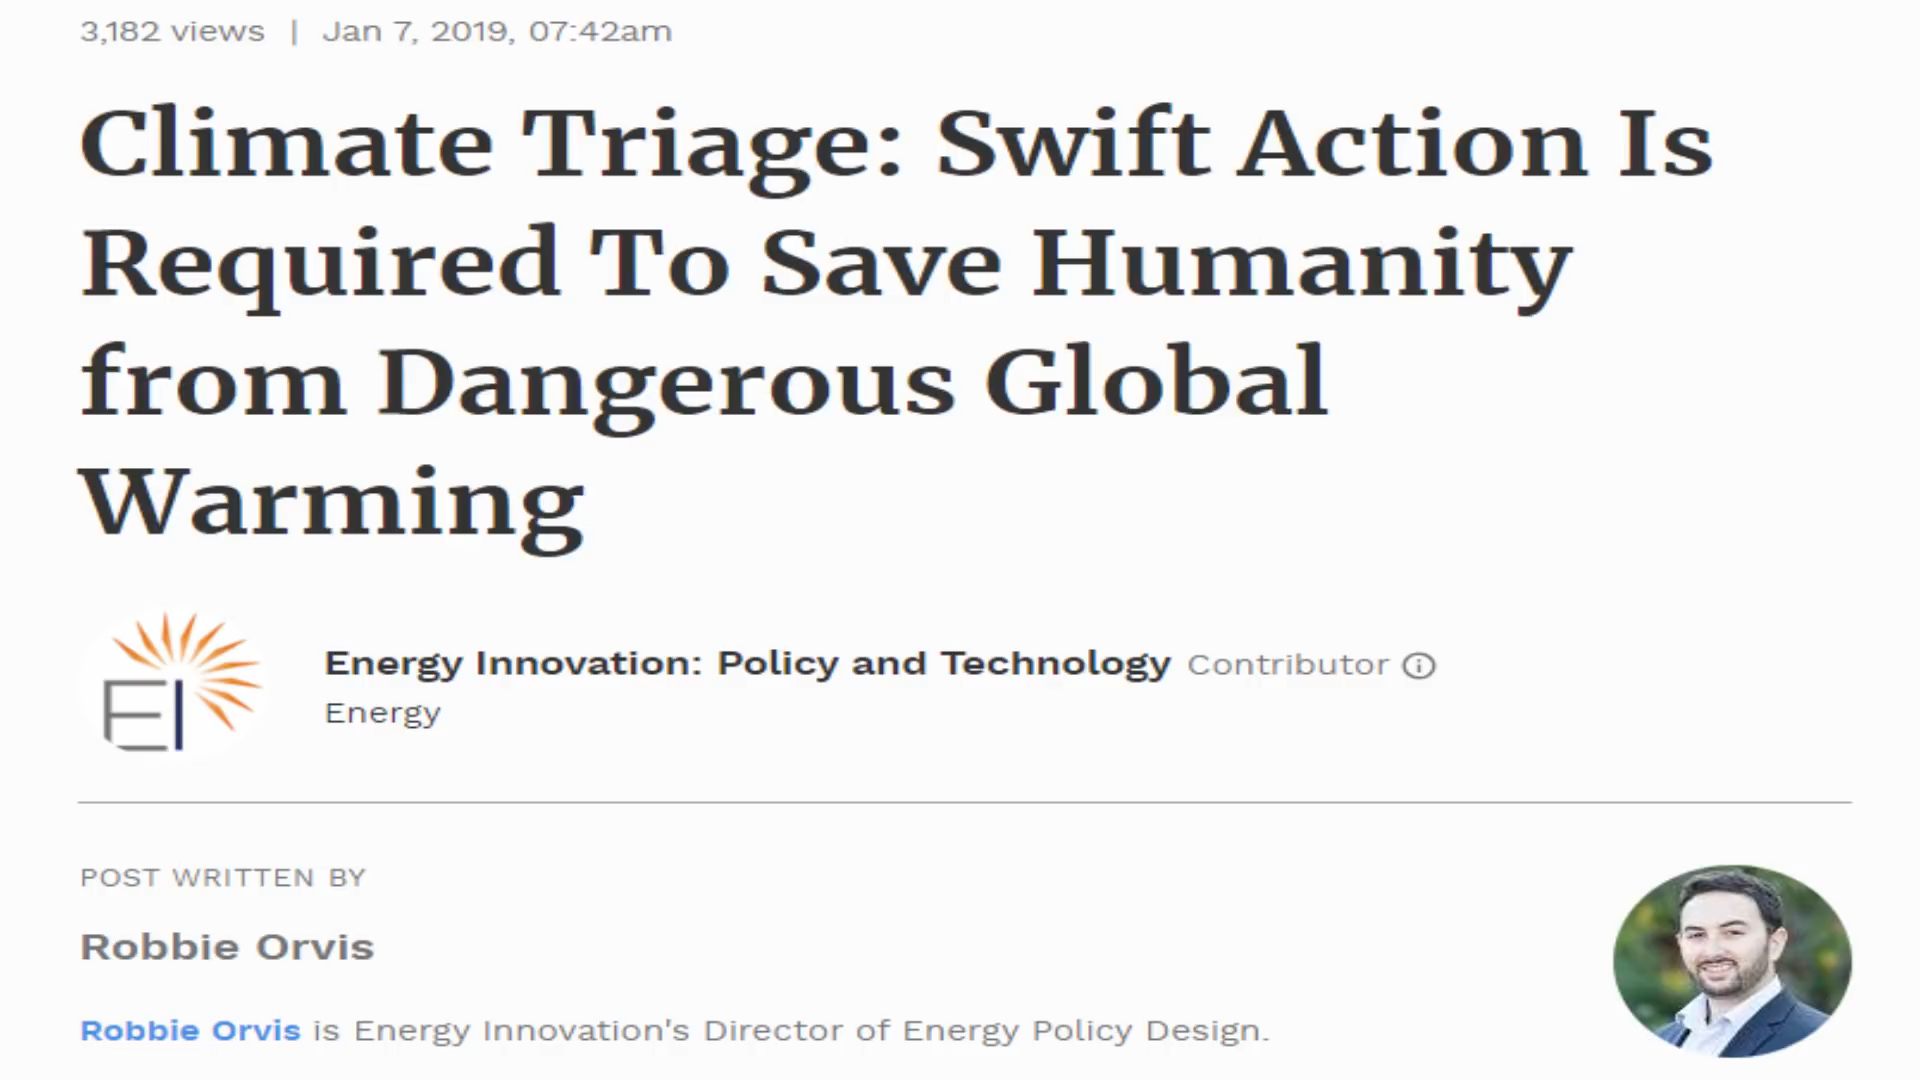 3,182 views | Jan 7, 2019, 07:42am
Climate Triage: Swift Action Is
Required To Save Humanity
from Dangerous Global
Warming
EI
Energy Innovation: Policy and Technology Contributor
Energy
POST WRITTEN BY
Robbie Orvis
Robbie Orvis is Energy Innovation's Director of Energy Policy Design.